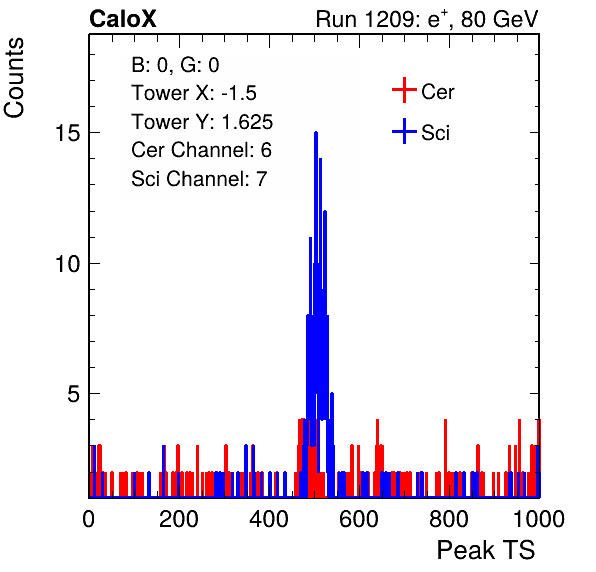 CaloX Run 1209: e⁺, 80 GeV
Counts
B: 0, G: 0
Tower X: -1.5
Tower Y: 1.625
Cer Channel: 6
Sci Channel: 7
Cer
Sci
15
10
5
0 200 400 600 800 1000
Peak TS